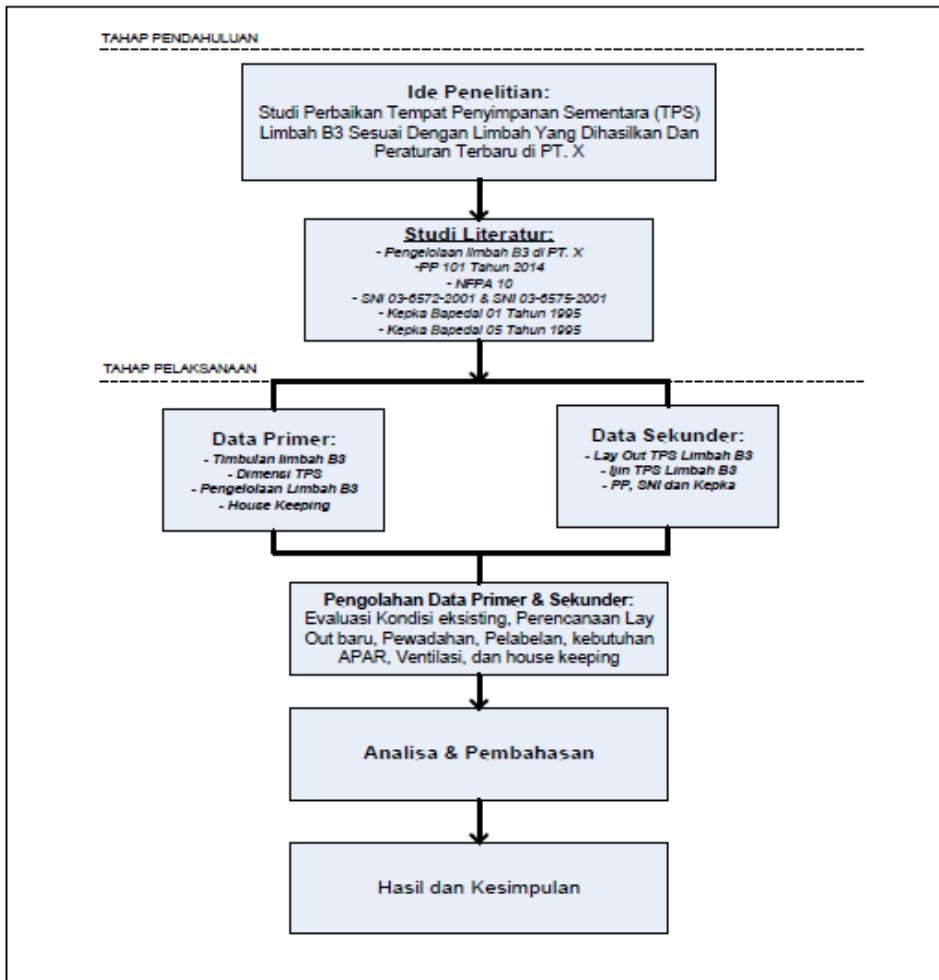 TAHAP PENDAHULUAN
Ide Penelitian:
Studi Perbaikan Tempat Penyimpanan Sementara (TPS)
Limbah B3 Sesuai Dengan Limbah Yang Dihasilkan Dan
Peraturan Terbaru di PT. X
Studi Literatur:
- Pengelolaan limbah B3 di PT. X
-PP 101 Tahun 2014
- NFPA 10
- SNI 03-6572-2001 & SNI 03-6575-2001
- Kepka Bapedal 01 Tahun 1995
- Kepka Bapedal 05 Tahun 1995
TAHAP PELAKSANAAN
Data Primer:
- Timbulan limbah B3
- Dimensi TPS
- Pengelolaan Limbah B3
- House Keeping
Data Sekunder:
- Lay Out TPS Limbah B3
- Ijin TPS Limbah B3
- PP, SNI dan Kepka
Pengolahan Data Primer & Sekunder:
Evaluasi Kondisi eksisting, Perencanaan Lay
Out baru, Pewadahan, Pelabelan, kebutuhan
APAR, Ventilasi, dan house keeping
Analisa & Pembahasan
Hasil dan Kesimpulan